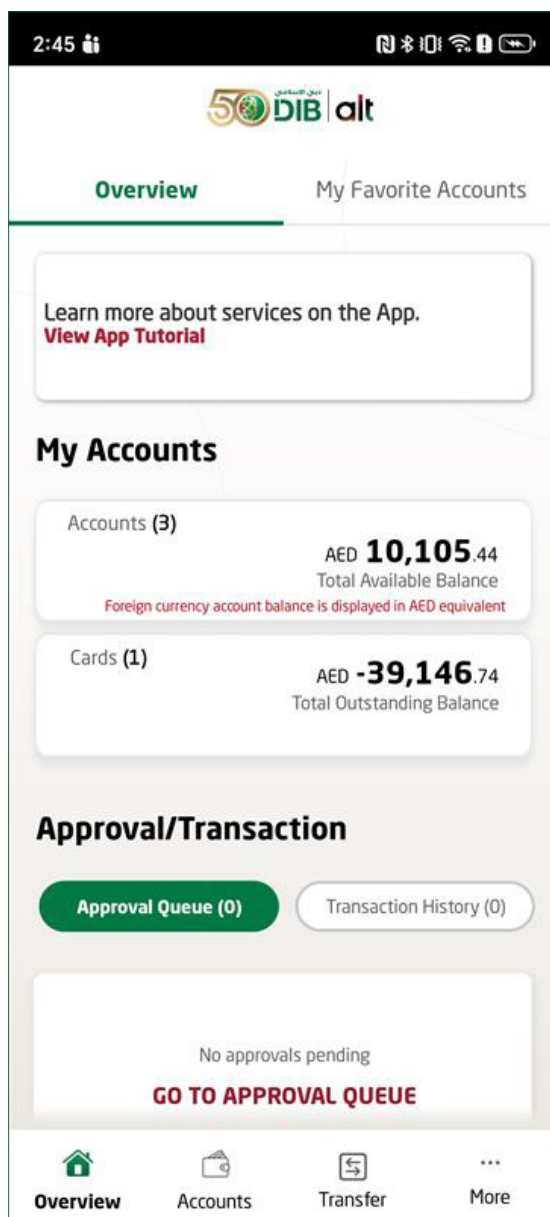 2:45
50 دبي الإسلامي
DIB | alt
Overview
My Favorite Accounts
Learn more about services on the App.
View App Tutorial
My Accounts
Accounts (3)
AED 10,105.44
Total Available Balance
Foreign currency account balance is displayed in AED equivalent
Cards (1)
AED -39,146.74
Total Outstanding Balance
Approval/Transaction
Approval Queue (0)
Transaction History (0)
No approvals pending
GO TO APPROVAL QUEUE
Overview
Accounts
Transfer
More